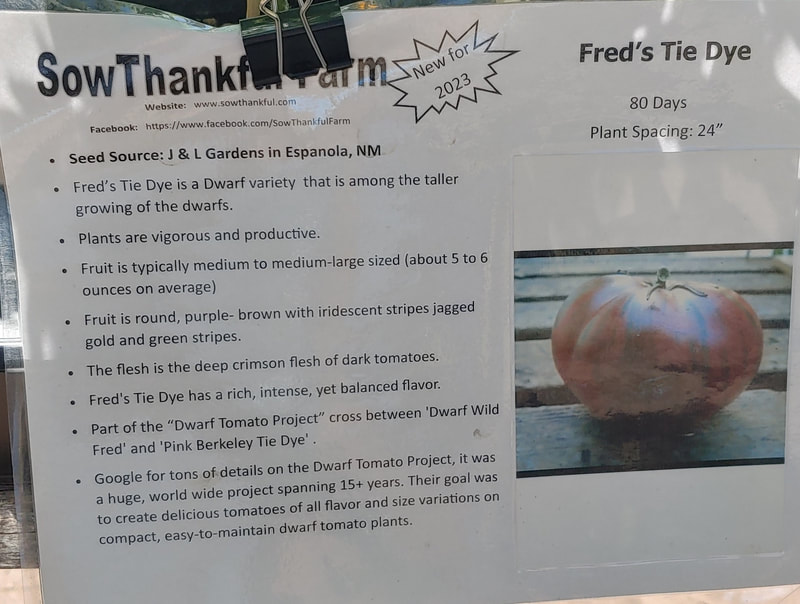 SowThankful Farm
Website: www.sowthankful.com
Facebook: https://www.facebook.com/SowThankfulFarm
New for
2023
Fred's Tie Dye
80 Days
Plant Spacing: 24"
• Seed Source: J & L Gardens in Espanola, NM
• Fred's Tie Dye is a Dwarf variety that is among the taller
growing of the dwarfs.
• Plants are vigorous and productive.
• Fruit is typically medium to medium-large sized (about 5 to 6
ounces on average)
• Fruit is round, purple- brown with iridescent stripes jagged
gold and green stripes.
• The flesh is the deep crimson flesh of dark tomatoes.
• Fred's Tie Dye has a rich, intense, yet balanced flavor.
• Part of the “Dwarf Tomato Project” cross between 'Dwarf Wild
Fred' and 'Pink Berkeley Tie Dye' .
• Google for tons of details on the Dwarf Tomato Project, it was
a huge, world wide project spanning 15+ years. Their goal was
to create delicious tomatoes of all flavor and size variations on
compact, easy-to-maintain dwarf tomato plants.